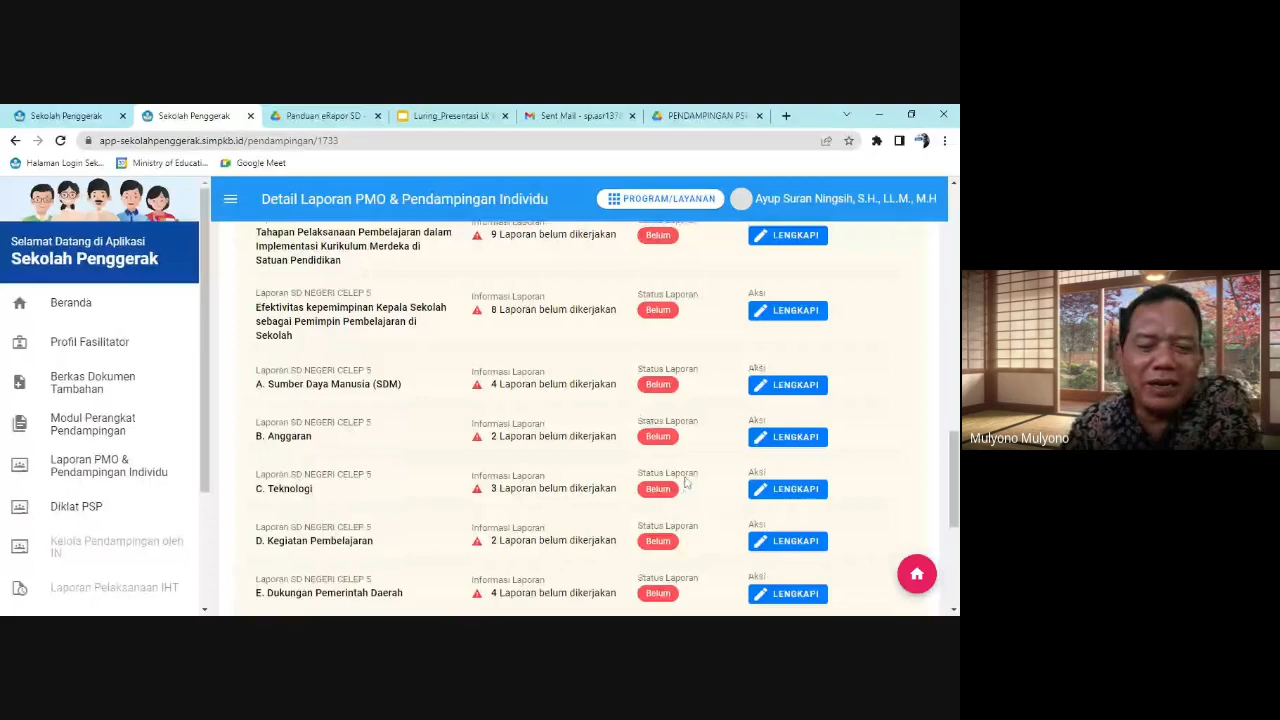 Sekolah Penggerak
Sekolah Penggerak
Panduan eRapor SD -
Luring_Presentasi LK
Sent Mail - sp.asr1378
PENDAMPINGAN PSP
app-sekolahpenggerak.simpkb.id/pendampingan/1733
Halaman Login Sek...
Ministry of Educati...
Google Meet
Selamat Datang di Aplikasi
Sekolah Penggerak
Beranda
Profil Fasilitator
Berkas Dokumen
Tambahan
Modul Perangkat
Pendampingan
Laporan PMO &
Pendampingan Individu
Diklat PSP
Kelola Pendampingan oleh
IN
Laporan Pelaksanaan IHT
Detail Laporan PMO & Pendampingan Individu
PROGRAM/LAYANAN
Ayup Suran Ningsih, S.H., LL.M., M.H
Tahapan Pelaksanaan Pembelajaran dalam
Implementasi Kurikulum Merdeka di
Satuan Pendidikan
Informasi Laporan
9 Laporan belum dikerjakan
Status Laporan
Belum
LENGKAPI
Laporan SD NEGERI CELEP 5
Efektivitas kepemimpinan Kepala Sekolah
sebagai Pemimpin Pembelajaran di
Sekolah
Informasi Laporan
8 Laporan belum dikerjakan
Status Laporan
Belum
Aksi
LENGKAPI
Laporan SD NEGERI CELEP 5
A. Sumber Daya Manusia (SDM)
Informasi Laporan
4 Laporan belum dikerjakan
Status Laporan
Belum
Aksi
LENGKAPI
Laporan SD NEGERI CELEP 5
B. Anggaran
Informasi Laporan
2 Laporan belum dikerjakan
Status Laporan
Belum
Aksi
LENGKAPI
Laporan SD NEGERI CELEP 5
C. Teknologi
Informasi Laporan
3 Laporan belum dikerjakan
Status Laporan
Belum
Aksi
LENGKAPI
Laporan SD NEGERI CELEP 5
D. Kegiatan Pembelajaran
Informasi Laporan
2 Laporan belum dikerjakan
Status Laporan
Belum
Aksi
LENGKAPI
Laporan SD NEGERI CELEP 5
E. Dukungan Pemerintah Daerah
Informasi Laporan
4 Laporan belum dikerjakan
Status Laporan
Belum
Aksi
LENGKAPI
Mulyono Mulyono